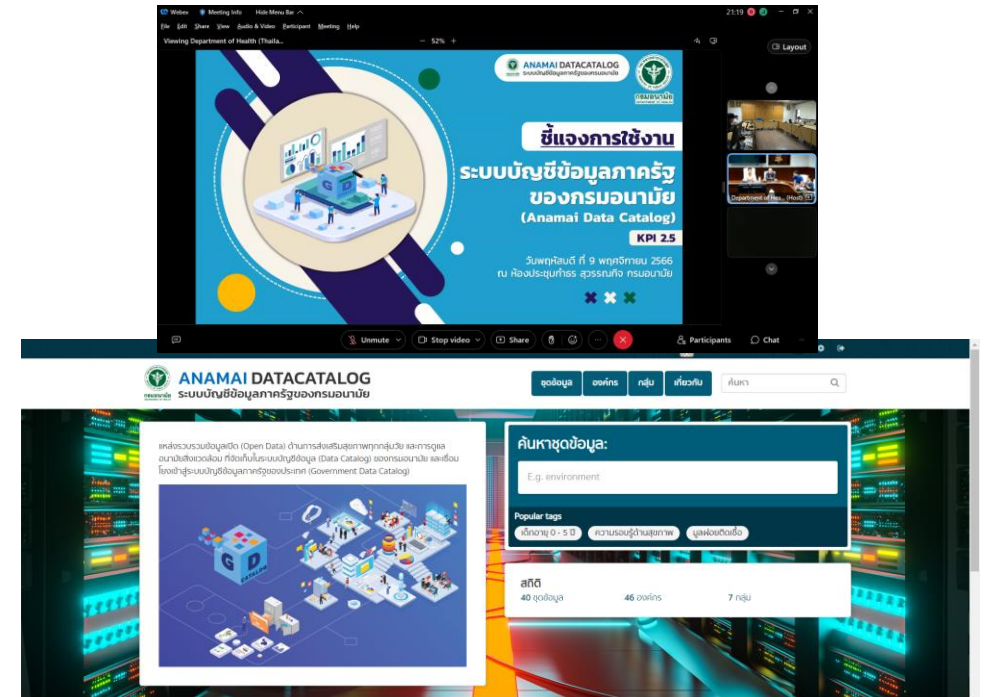 Webex Meeting Info Hide Menu Bar
21:19
File Edit Share View Audio & Video Participant Meeting Help
Viewing Department of Health (Thaila...
52%
Layout
ANAMAI DATACATALOG
ระบบบัญชีข้อมูลภาครัฐของกรมอนามัย
กรมอนามัย
ชี้แจงการใช้งาน
ระบบบัญชีข้อมูลภาครัฐ
ของกรมอนามัย
(Anamai Data Catalog)
KPI 2.5
วันพฤหัสบดี ที่ 9 พฤศจิกายน 2566
ณ ห้องประชุมกำธร สุวรรณกิจ กรมอนามัย
G D
Department of Hea... (Host)
Unmute
Stop video
Share
Participants
Chat
ANAMAI DATACATALOG
ระบบบัญชีข้อมูลภาครัฐของกรมอนามัย
กรมอนามัย
ชุดข้อมูล
องค์กร
กลุ่ม
เกี่ยวกับ
ค้นหา
แหล่งรวบรวมข้อมูลเปิด (Open Data) ด้านการส่งเสริมสุขภาพทุกกลุ่มวัย และการดูแล
อนามัยสิ่งแวดล้อม ที่จัดเก็บในระบบบัญชีข้อมูล (Data Catalog) ของกรมอนามัย และเชื่อม
โยงเข้าสู่ระบบบัญชีข้อมูลภาครัฐของประเทศ (Government Data Catalog)
G D
CATALOG
ค้นหาชุดข้อมูล:
E.g. environment
Popular tags
เด็กอายุ 0 - 5 ปี
ความรอบรู้ด้านสุขภาพ
มูลฝอยติดเชื้อ
สถิติ
40 ชุดข้อมูล
46 องค์กร
7 กลุ่ม